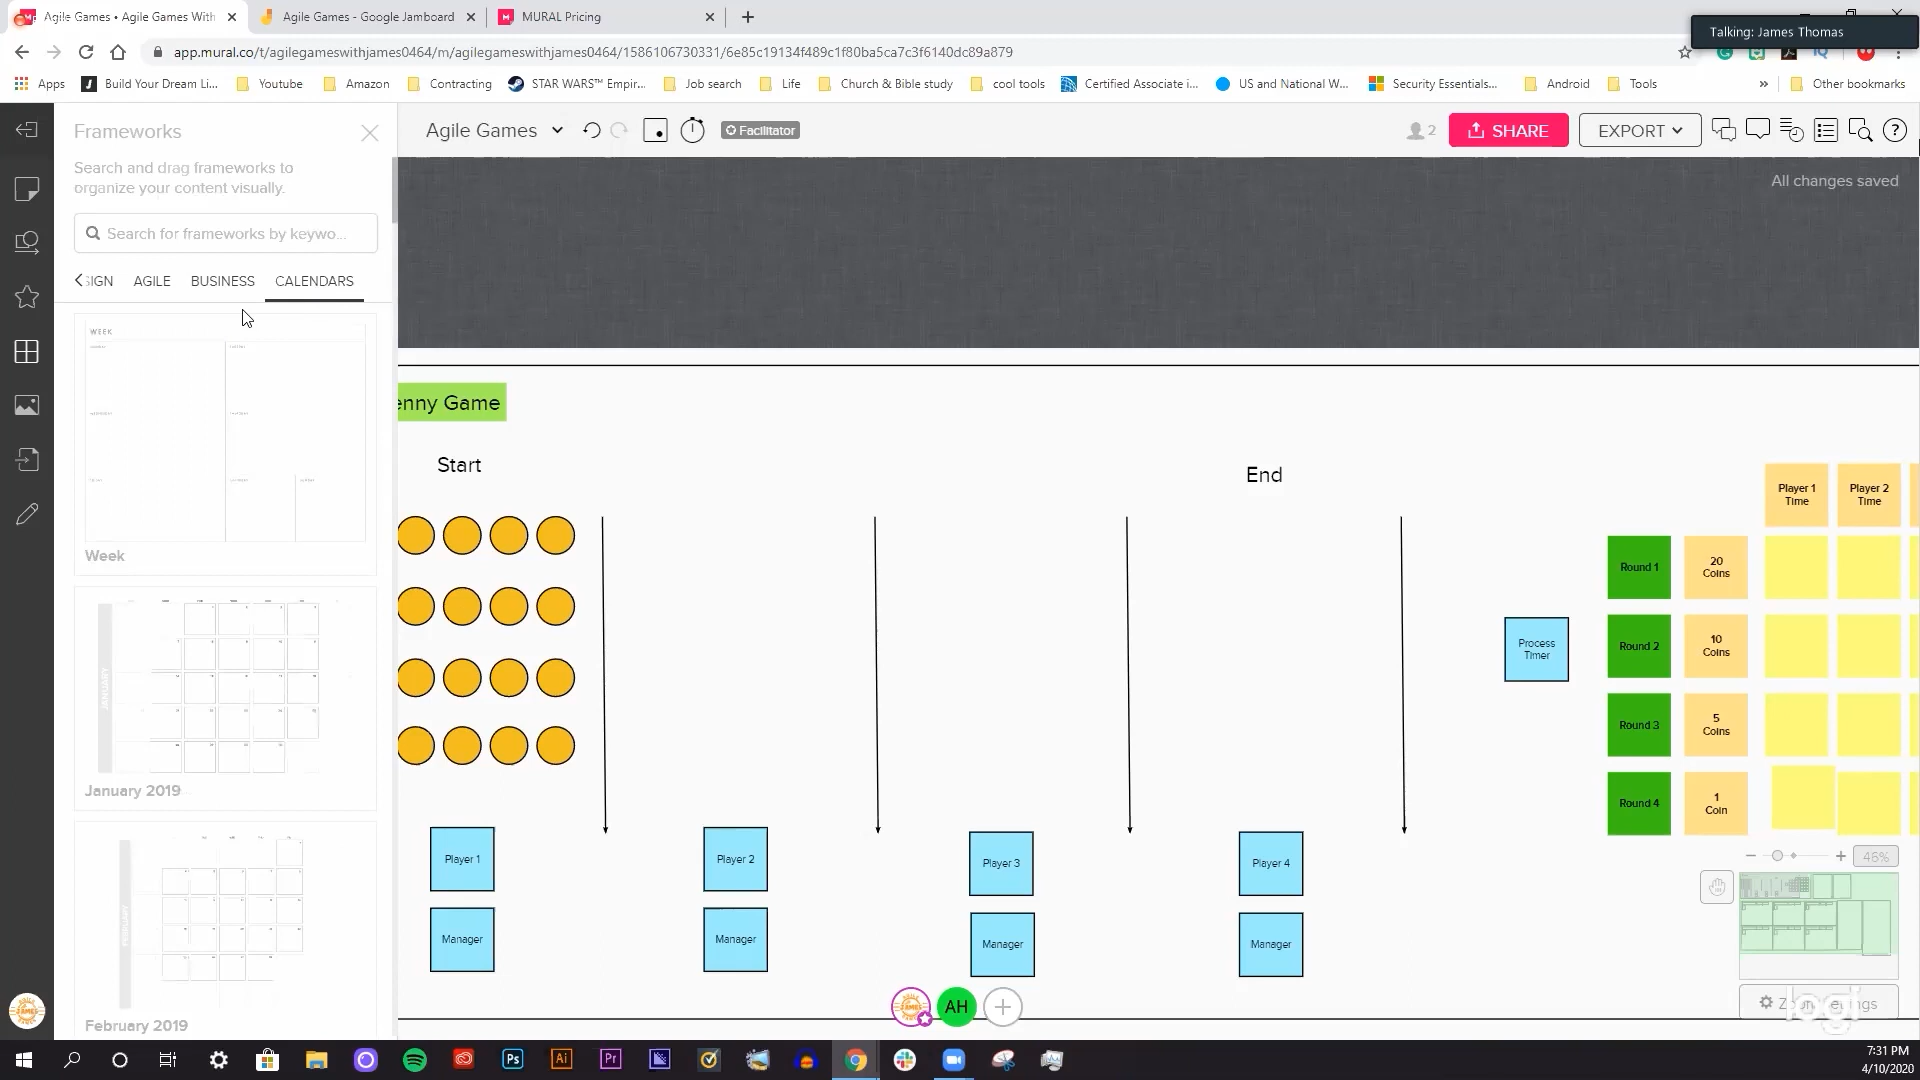 Agile Games • Agile Games With
Agile Games - Google Jamboard
MURAL Pricing
Talking: James Thomas
app.mural.co/t/agilegameswithjames0464/m/agilegameswithjames0464/1586106730331/6e85c19134f489c1f80ba5ca7c3f6140dc89a879
Apps
Build Your Dream Li...
Youtube
Amazon
Contracting
STAR WARS™ Empir...
Job search
Life
Church & Bible study
cool tools
Certified Associate i...
US and National W...
Security Essentials...
Android
Tools
»
Other bookmarks
Frameworks
Search and drag frameworks to
organize your content visually.
Search for frameworks by keywo...
SIGN
AGILE
BUSINESS
CALENDARS
WEEK
Week
JANUARY
January 2019
FEBRUARY
February 2019
Agile Games
Facilitator
2
SHARE
EXPORT
?
All changes saved
enny Game
Start
End
Player 1
Time
Player 2
Time
Round 1
20
Coins
Process
Timer
Round 2
10
Coins
Round 3
5
Coins
Round 4
1
Coin
Player 1
Player 2
Player 3
Player 4
Manager
Manager
Manager
Manager
46%
AH
logi
7:31 PM
4/10/2020